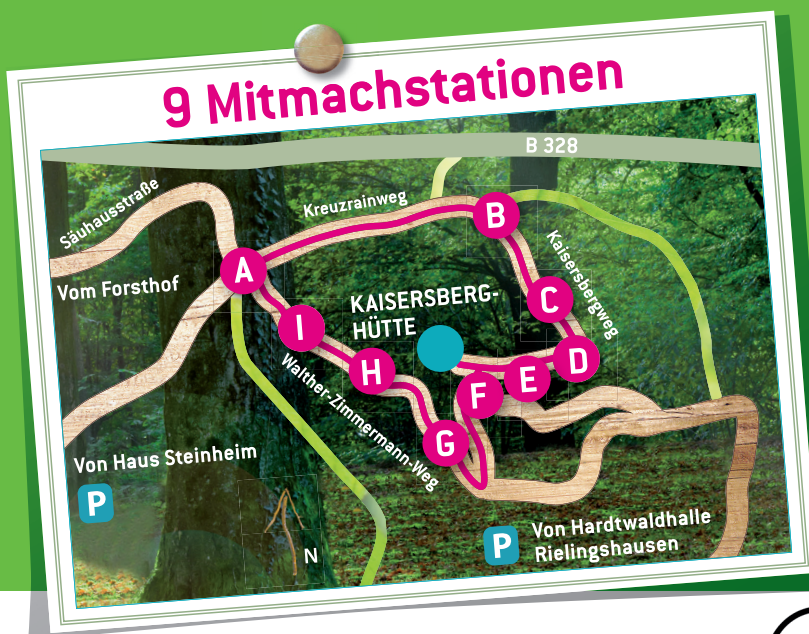 9 Mitmachstationen
B 328
Säuhausstraße
Kreuzrainweg
B
Kaisersbergweg
A
Vom Forsthof
KAISERSBERG-
HÜTTE
C
I
D
H
F
E
Walther-Zimmermann-Weg
G
Von Haus Steinheim
P
N
P
Von Hardtwaldhalle
Rielingshausen